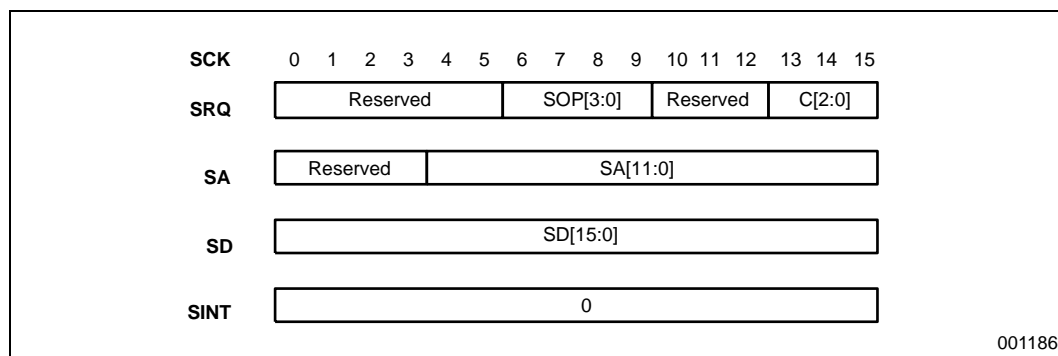 SCK 0 1 2 3 4 5 6 7 8 9 10 11 12 13 14 15
SRQ Reserved SOP[3:0] Reserved C[2:0]
SA Reserved SA[11:0]
SD SD[15:0]
SINT 0
001186